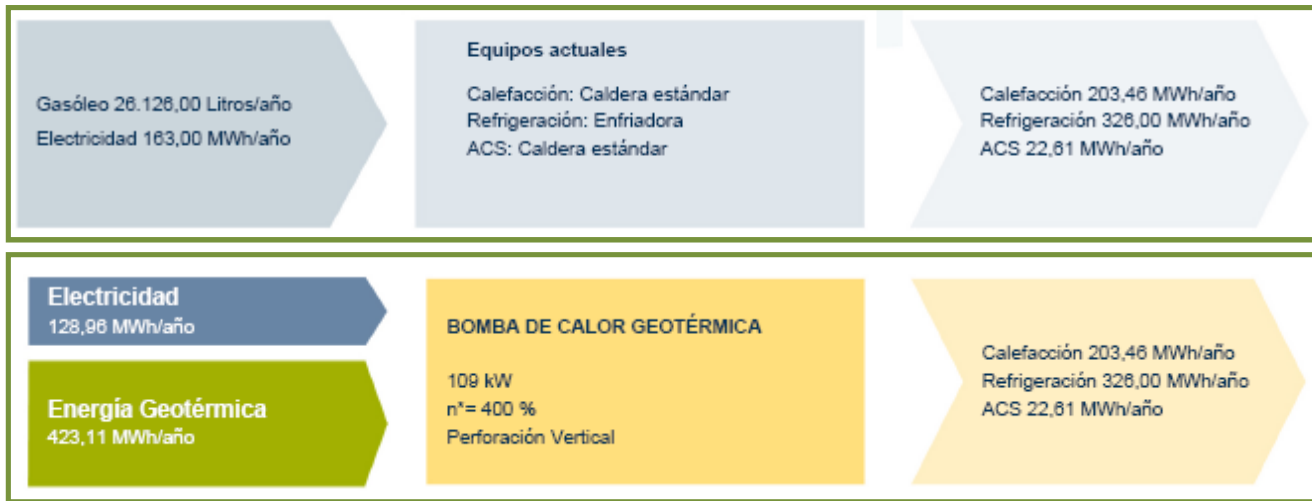 Equipos actuales
Gasóleo 26.126,00 Litros/año
Electricidad 163,00 MWh/año
Calefacción: Caldera estándar
Refrigeración: Enfriadora
ACS: Caldera estándar
Calefacción 203,46 MWh/año
Refrigeración 326,00 MWh/año
ACS 22,61 MWh/año
Electricidad
128,96 MWh/año
Energía Geotérmica
423,11 MWh/año
BOMBA DE CALOR GEOTÉRMICA
109 kW
n*= 400 %
Perforación Vertical
Calefacción 203,46 MWh/año
Refrigeración 326,00 MWh/año
ACS 22,61 MWh/año